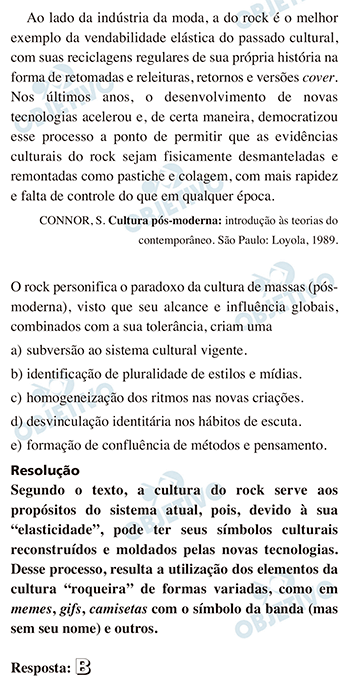 Ao lado da indústria da moda, a do rock é o melhor
exemplo da vendabilidade elástica do passado cultural,
com suas reciclagens regulares de sua própria história na
forma de retomadas e releituras, retornos e versões cover.
Nos últimos anos, o desenvolvimento de novas
tecnologias acelerou e, de certa maneira, democratizou
esse processo a ponto de permitir que as evidências
culturais do rock sejam fisicamente desmanteladas e
remontadas como pastiche e colagem, com mais rapidez
e falta de controle do que em qualquer época.
CONNOR, S. Cultura pós-moderna: introdução às teorias do
contemporâneo. São Paulo: Loyola, 1989.
O rock personifica o paradoxo da cultura de massas (pós-
moderna), visto que seu alcance e influência globais,
combinados com a sua tolerância, criam uma
a) subversão ao sistema cultural vigente.
b) identificação de pluralidade de estilos e mídias.
c) homogeneização dos ritmos nas novas criações.
d) desvinculação identitária nos hábitos de escuta.
e) formação de confluência de métodos e pensamento.
Resolução
Segundo o texto, a cultura do rock serve aos
propósitos do sistema atual, pois, devido à sua
“elasticidade”, pode ter seus símbolos culturais
reconstruídos e moldados pelas novas tecnologias.
Desse processo, resulta a utilização dos elementos da
cultura “roqueira” de formas variadas, como em
memes, gifs, camisetas com o símbolo da banda (mas
sem seu nome) e outros.
Resposta: B